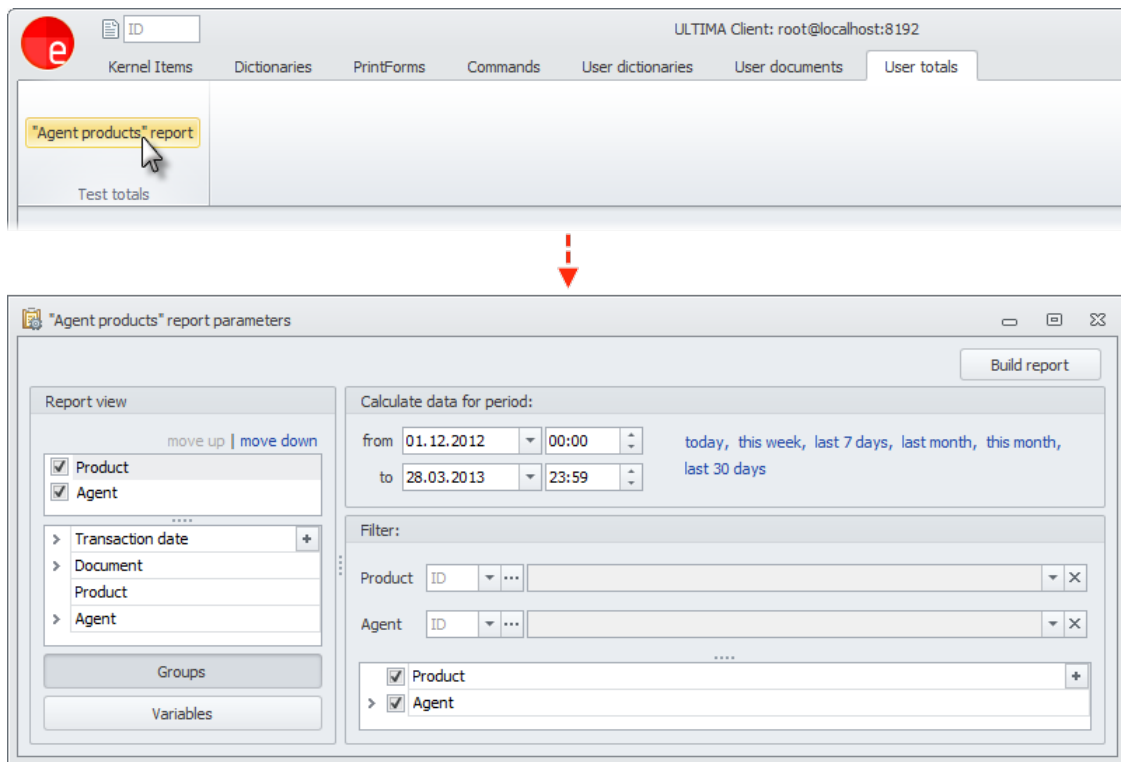 e
ID
ULTIMA Client: root@localhost:8192
Kernel Items Dictionaries PrintForms Commands User dictionaries User documents User totals
"Agent products" report
Test totals
"Agent products" report parameters
Build report
Report view
move up | move down
Product
Agent
Transaction date +
Document
Product
Agent
Groups
Variables
Calculate data for period:
from 01.12.2012 00:00
to 28.03.2013 23:59
today, this week, last 7 days, last month, this month,
last 30 days
Filter:
Product ID
Agent ID
Product +
Agent